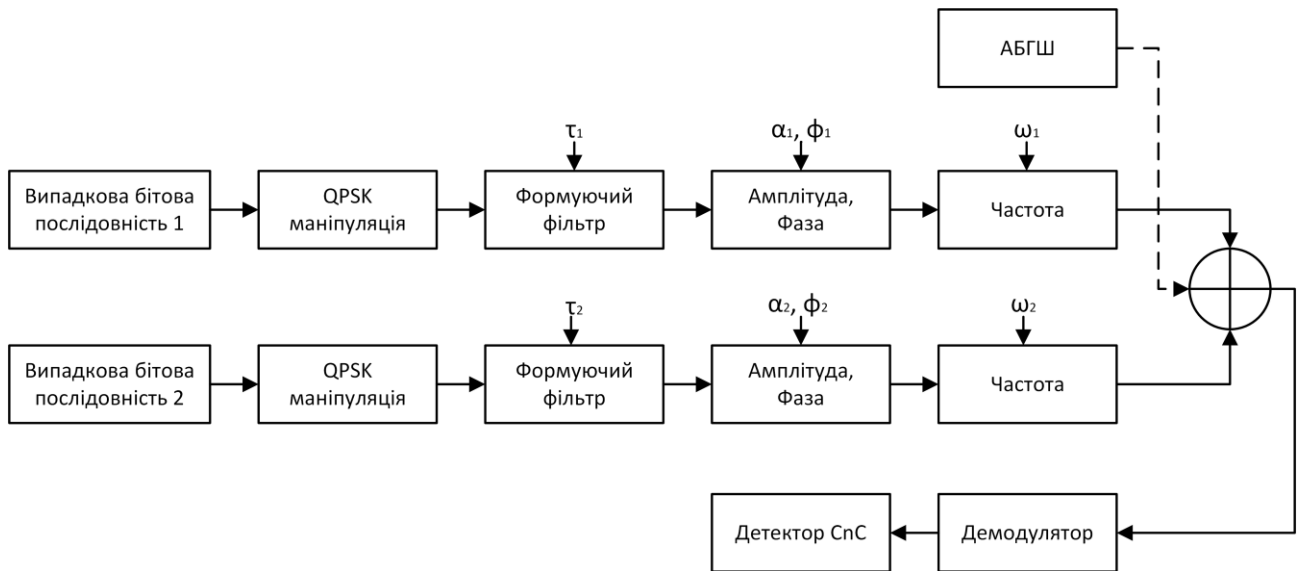 АБГШ
τ₁
α₁, ϕ₁
ω₁
Випадкова бітова
послідовність 1
QPSK
маніпуляція
Формуючий
фільтр
Амплітуда,
Фаза
Частота
τ₂
α₂, ϕ₂
ω₂
Випадкова бітова
послідовність 2
QPSK
маніпуляція
Формуючий
фільтр
Амплітуда,
Фаза
Частота
Детектор CnC
Демодулятор